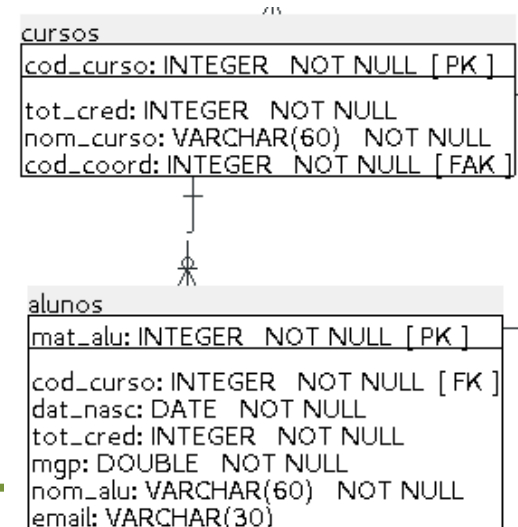 cursos
cod_curso: INTEGER NOT NULL [ PK ]
tot_cred: INTEGER NOT NULL
nom_curso: VARCHAR(60) NOT NULL
cod_coord: INTEGER NOT NULL [ FAK ]
alunos
mat_alu: INTEGER NOT NULL [ PK ]
cod_curso: INTEGER NOT NULL [ FK ]
dat_nasc: DATE NOT NULL
tot_cred: INTEGER NOT NULL
mgp: DOUBLE NOT NULL
nom_alu: VARCHAR(60) NOT NULL
email: VARCHAR(30)